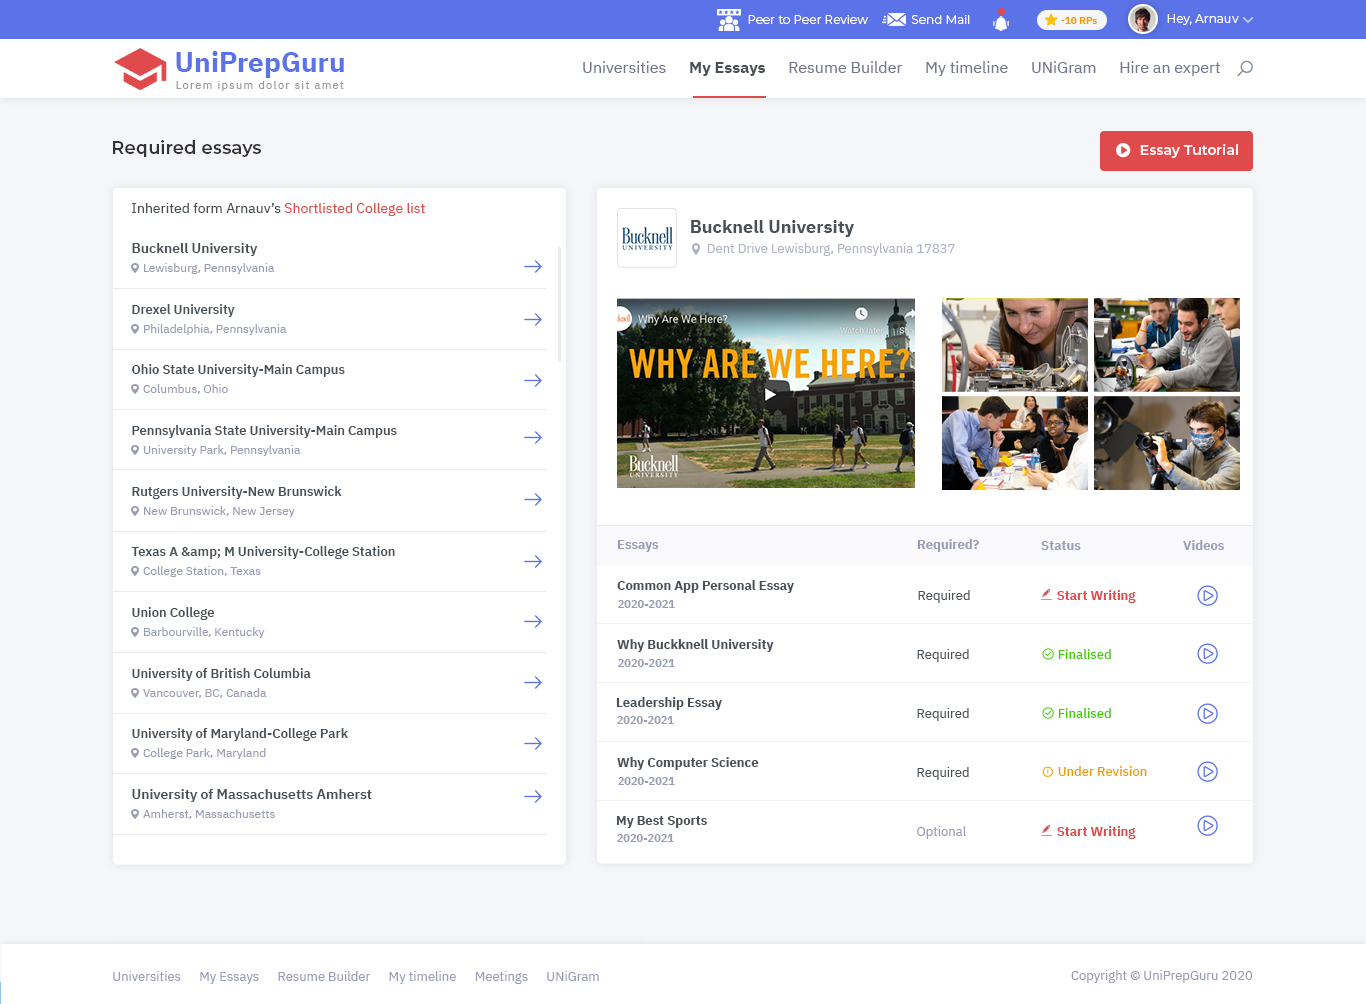 Peer to Peer Review Send Mail -10 RPs Hey, Arnauv
UniPrepGuru
Lorem ipsum dolor sit amet
Universities My Essays Resume Builder My timeline UNiGram Hire an expert
Required essays
Essay Tutorial
Inherited form Arnauv's Shortlisted College list
Bucknell University
Lewisburg, Pennsylvania
Drexel University
Philadelphia, Pennsylvania
Ohio State University-Main Campus
Columbus, Ohio
Pennsylvania State University-Main Campus
University Park, Pennsylvania
Rutgers University-New Brunswick
New Brunswick, New Jersey
Texas A &amp; M University-College Station
College Station, Texas
Union College
Barbourville, Kentucky
University of British Columbia
Vancouver, BC, Canada
University of Maryland-College Park
College Park, Maryland
University of Massachusetts Amherst
Amherst, Massachusetts
Bucknell
UNIVERSITY
Bucknell University
Dent Drive Lewisburg, Pennsylvania 17837
Why Are We Here?
Watch later
WHY ARE WE HERE?
Bucknell
UNIVERSITY
Essays Required? Status Videos
Common App Personal Essay
2020-2021
Required Start Writing
Why Buckknell University
2020-2021
Required Finalised
Leadership Essay
2020-2021
Required Finalised
Why Computer Science
2020-2021
Required Under Revision
My Best Sports
2020-2021
Optional Start Writing
Universities My Essays Resume Builder My timeline Meetings UNiGram
Copyright © UniPrepGuru 2020